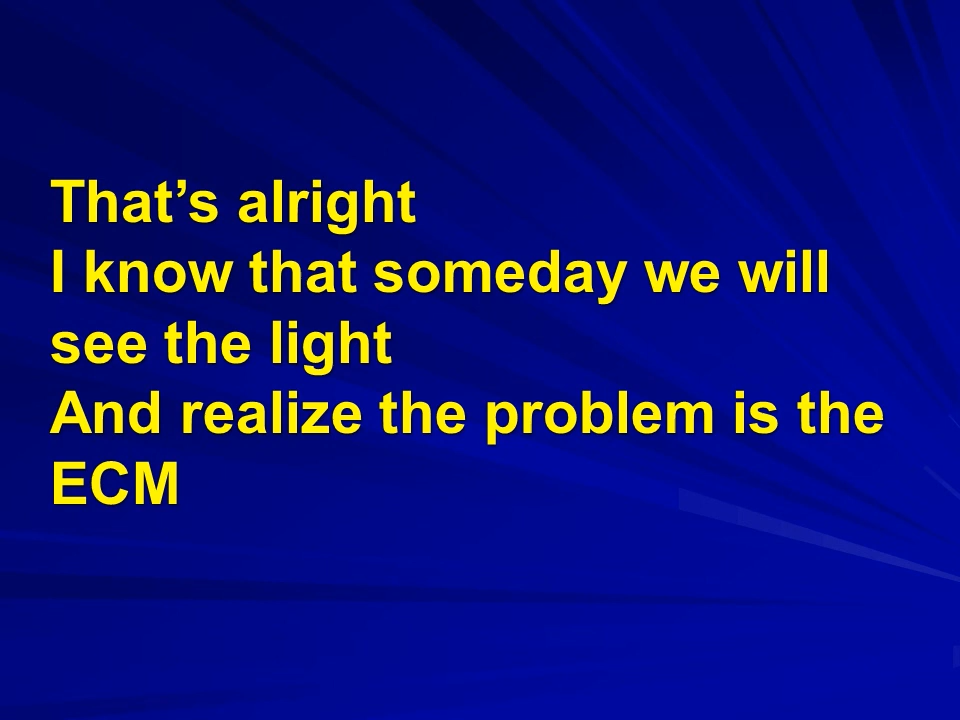 That’s alright
I know that someday we will
see the light
And realize the problem is the
ECM